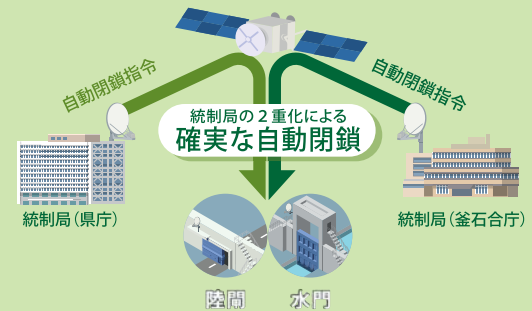 自動閉鎖指令
自動閉鎖指令
統制局の２重化による
確実な自動閉鎖
統制局（県庁）
統制局（釜石合庁）
陸閘
水門